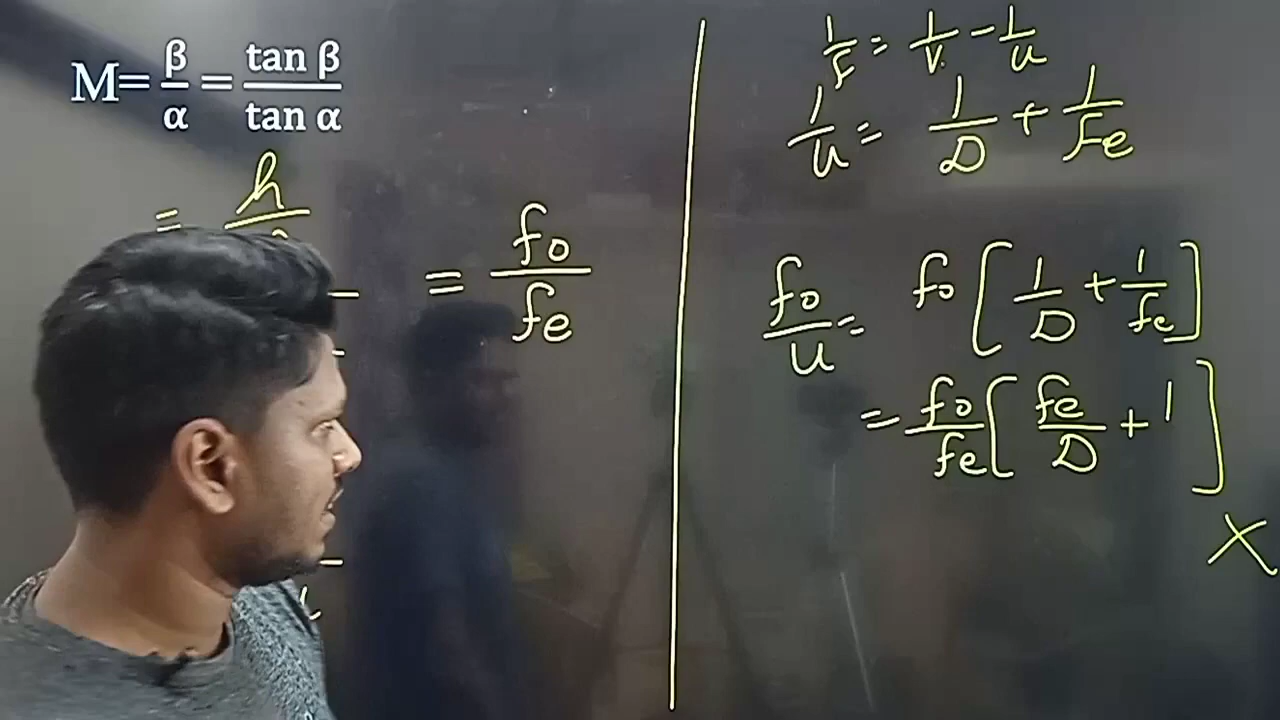 M= β/α = tan β/tan α
= h
= fo/fe
1/f = 1/v - 1/u
1/u = 1/D + 1/fe
fo/u = fo [1/D + 1/fe]
= fo/fe [fe/D + 1]
X